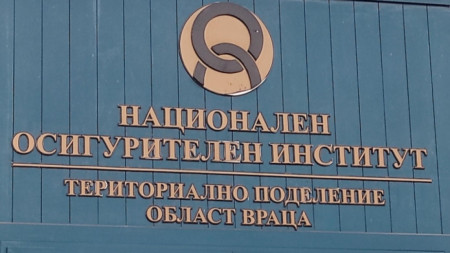 НАЦИОНАЛЕН
ОСИГУРИТЕЛЕН ИНСТИТУТ
ТЕРИТОРИАЛНО ПОДЕЛЕНИЕ
ОБЛАСТ ВРАЦА